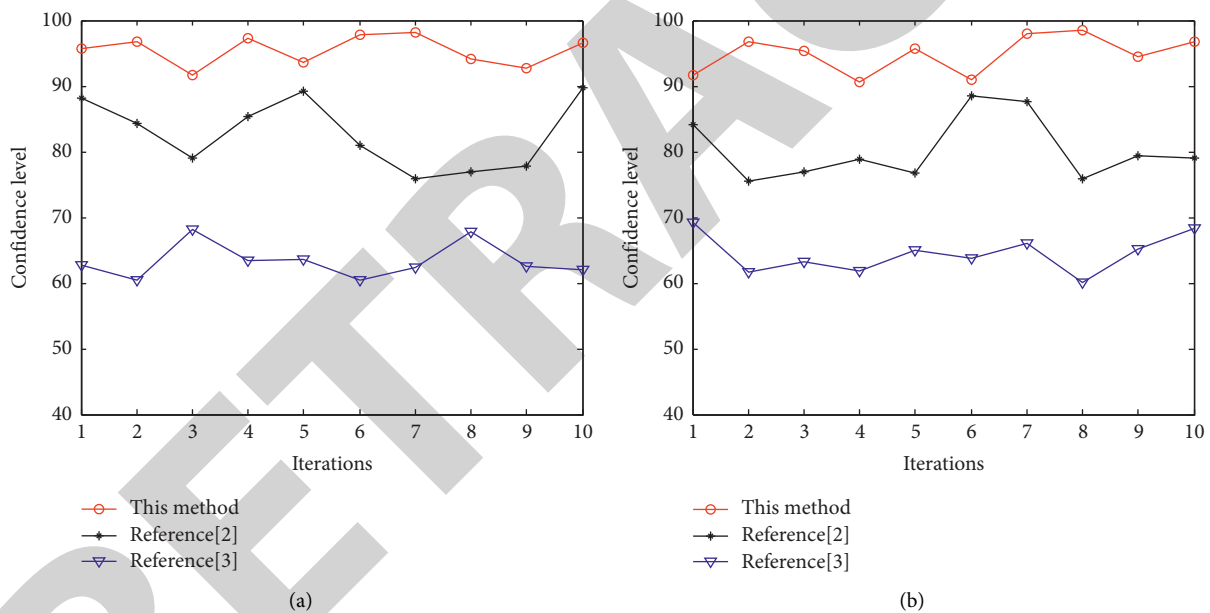 100
90
80
70
60
50
40
Confidence level
1 2 3 4 5 6 7 8 9 10
Iterations
This method
Reference[2]
Reference[3]
(a)
100
90
80
70
60
50
40
Confidence level
1 2 3 4 5 6 7 8 9 10
Iterations
This method
Reference[2]
Reference[3]
(b)